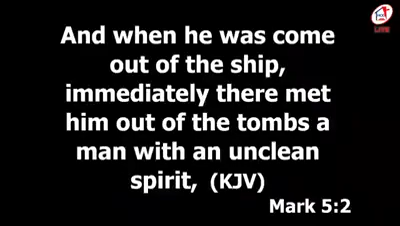 And when he was come
out of the ship,
immediately there met
him out of the tombs a
man with an unclean
spirit, (KJV)
Mark 5:2
LIVE